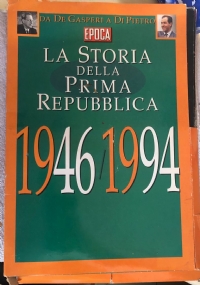 DA DE GASPERI A DI PIETRO
EPOCA
LA STORIA
DELLA
PRIMA
REPUBBLICA
1946/1994